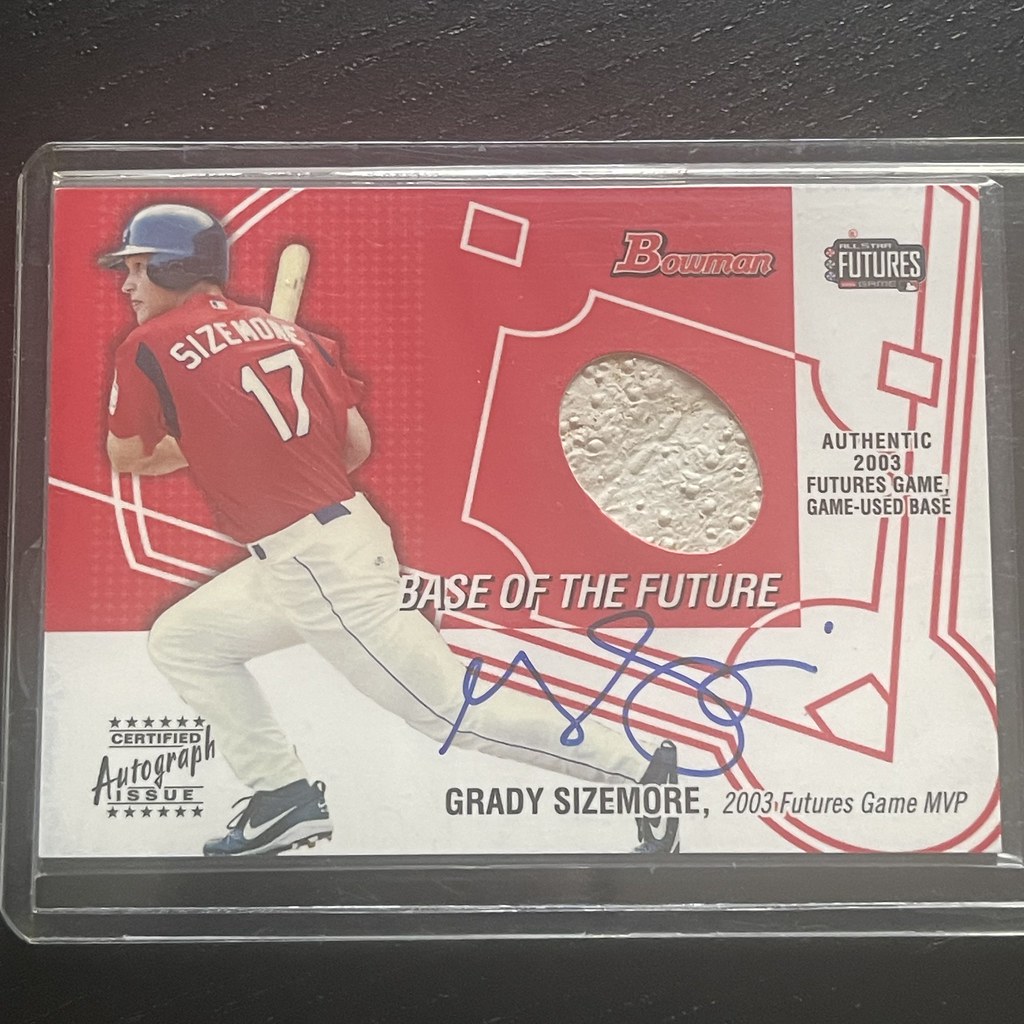 Bowman
ALL STAR
FUTURES
GAME
SIZEMORE
17
AUTHENTIC
2003
FUTURES GAME,
GAME-USED BASE
BASE OF THE FUTURE
CERTIFIED
Autograph
ISSUE
GRADY SIZEMORE, 2003 Futures Game MVP